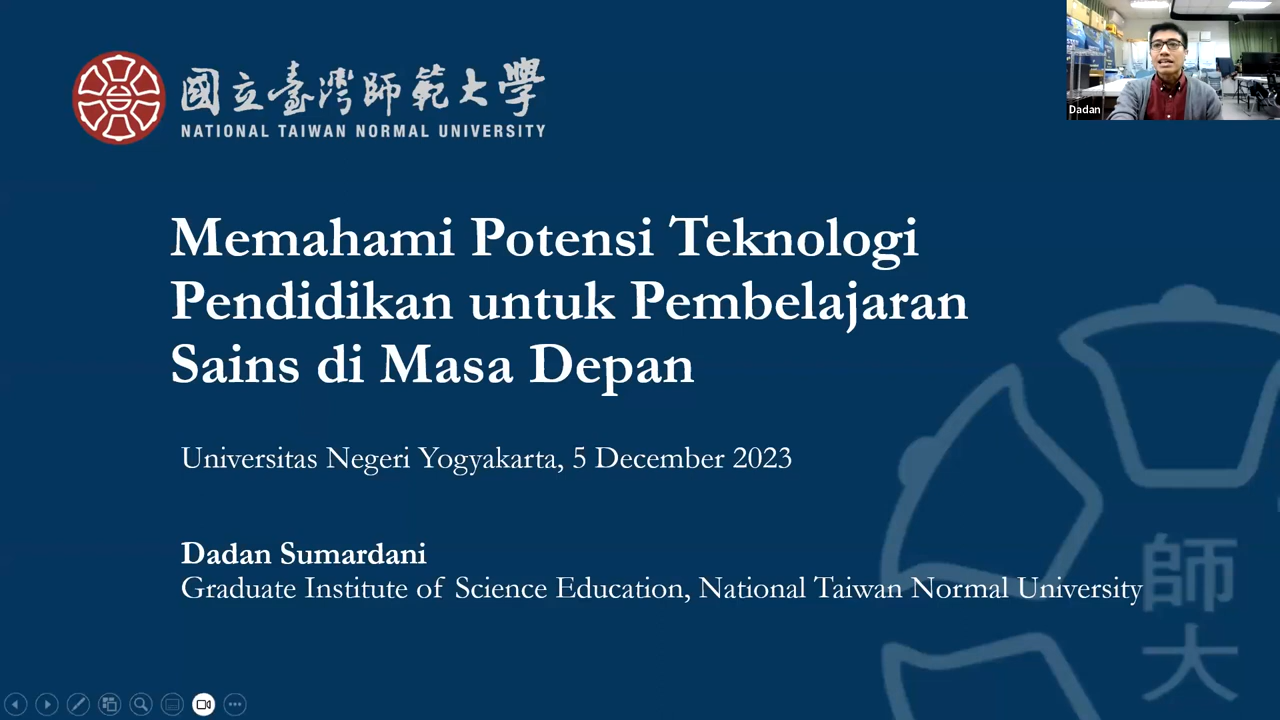 國立臺灣師範大學
NATIONAL TAIWAN NORMAL UNIVERSITY
Dadan
Memahami Potensi Teknologi
Pendidikan untuk Pembelajaran
Sains di Masa Depan
Universitas Negeri Yogyakarta, 5 December 2023
Dadan Sumardani
Graduate Institute of Science Education, National Taiwan Normal University
師
大